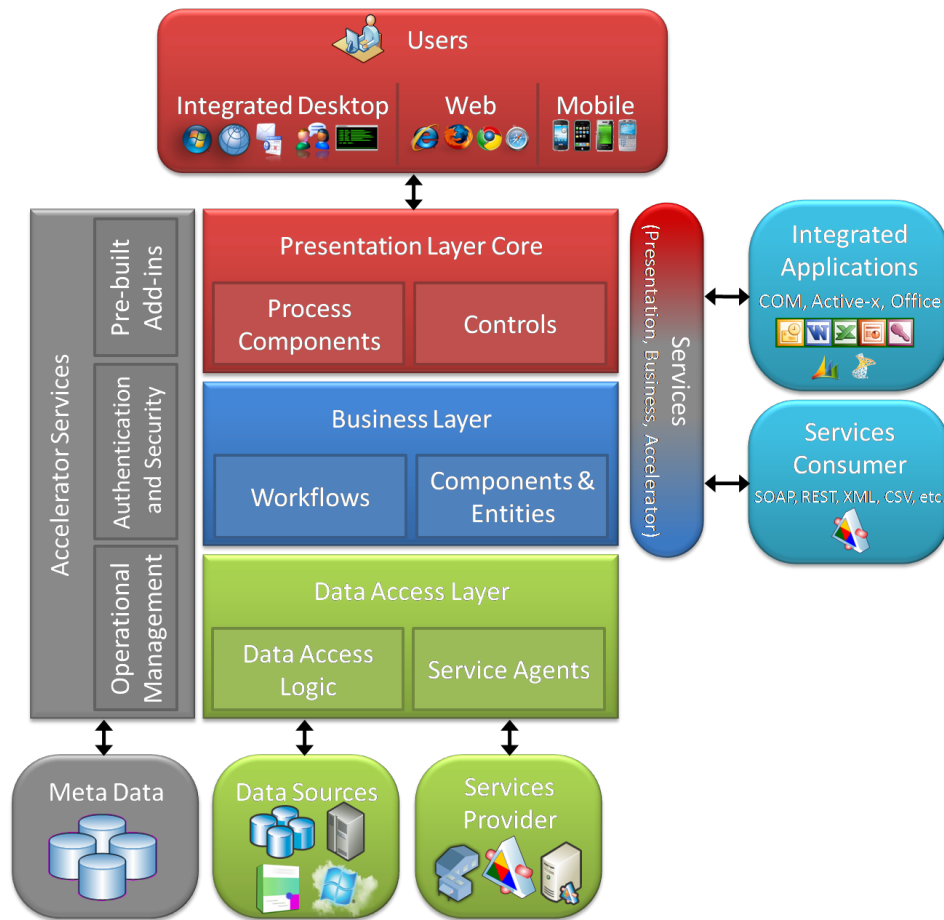 Users
Integrated Desktop
Web
Mobile
Accelerator Services
Pre-built
Add-ins
Authentication
and Security
Operational
Management
Presentation Layer Core
Process
Components
Controls
Business Layer
Workflows
Components &
Entities
Data Access Layer
Data Access
Logic
Service Agents
Services
(Presentation, Business, Accelerator)
Integrated
Applications
COM, Active-x, Office
Services
Consumer
SOAP, REST, XML, CSV, etc
Meta Data
Data Sources
Services
Provider